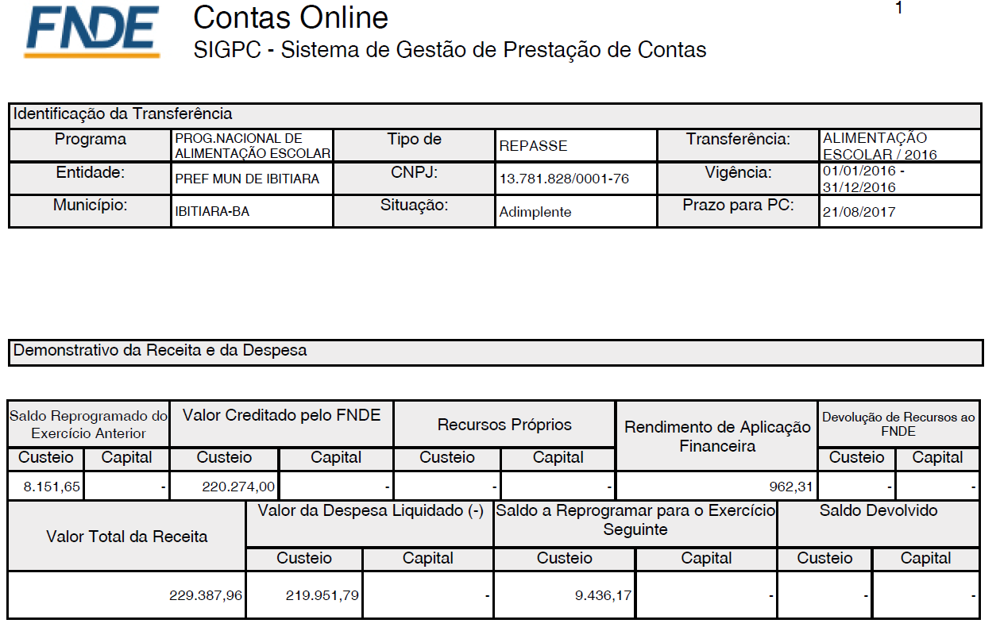 1
FNDE
Contas Online
SIGPC - Sistema de Gestão de Prestação de Contas
Identificação da Transferência
Programa
PROG.NACIONAL DE
ALIMENTAÇÃO ESCOLAR
Tipo de
REPASSE
Transferência:
ALIMENTAÇÃO
ESCOLAR / 2016
Entidade:
PREF MUN DE IBITIARA
CNPJ:
13.781.828/0001-76
Vigência:
01/01/2016 -
31/12/2016
Município:
IBITIARA-BA
Situação:
Adimplente
Prazo para PC:
21/08/2017
Demonstrativo da Receita e da Despesa
Saldo Reprogramado do
Exercício Anterior
Valor Creditado pelo FNDE
Recursos Próprios
Rendimento de Aplicação
Financeira
Devolução de Recursos ao
FNDE
Custeio Capital Custeio Capital Custeio Capital Custeio Capital
8.151,65 - 220.274,00 - - - 962,31 - -
Valor Total da Receita
Valor da Despesa Liquidado (-)
Saldo a Reprogramar para o Exercício
Seguinte
Saldo Devolvido
Custeio Capital Custeio Capital Custeio Capital
229.387,96 219.951,79 - 9.436,17 - - -